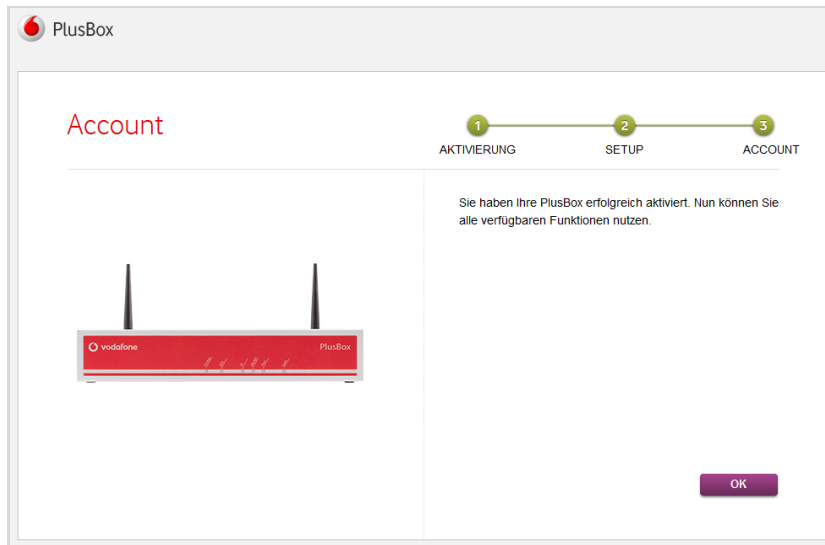 PlusBox
Account
1
2
3
AKTIVIERUNG
SETUP
ACCOUNT
Sie haben Ihre PlusBox erfolgreich aktiviert. Nun können Sie
alle verfügbaren Funktionen nutzen.
vodafone
PlusBox
OK